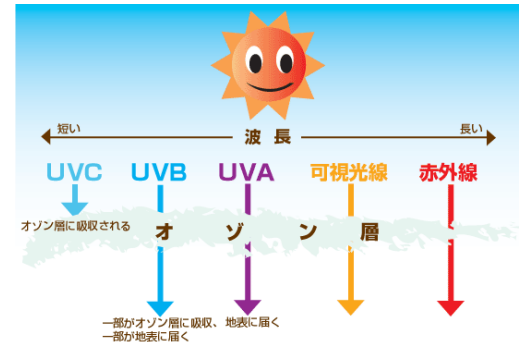 短い 波長 長い
UVC UVB UVA 可視光線 赤外線
オゾン層に吸収される
オゾン層
一部がオゾン層に吸収、地表に届く
一部が地表に届く